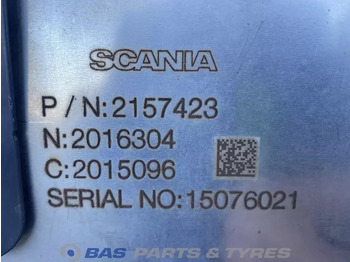 SCANIA
P/N:2157423
N:2016304
C:2015096
SERIAL NO:15076021
BAS PARTS & TYRES